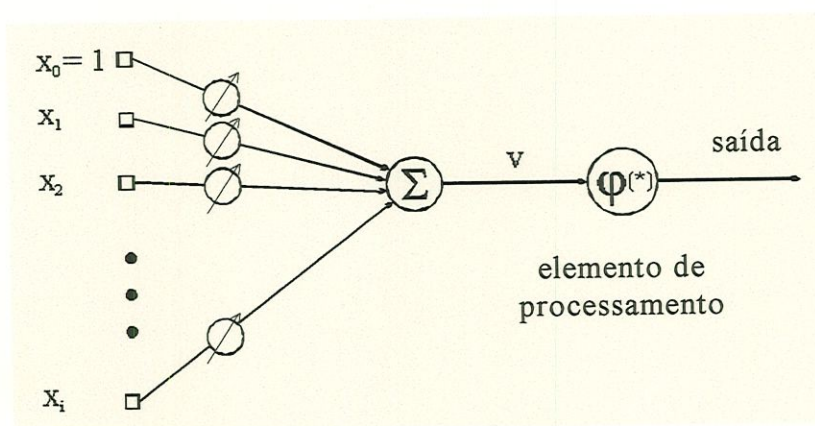 X₀= 1
X₁
X₂
Xᵢ
Σ
v
φ(*)
saída
elemento de
processamento